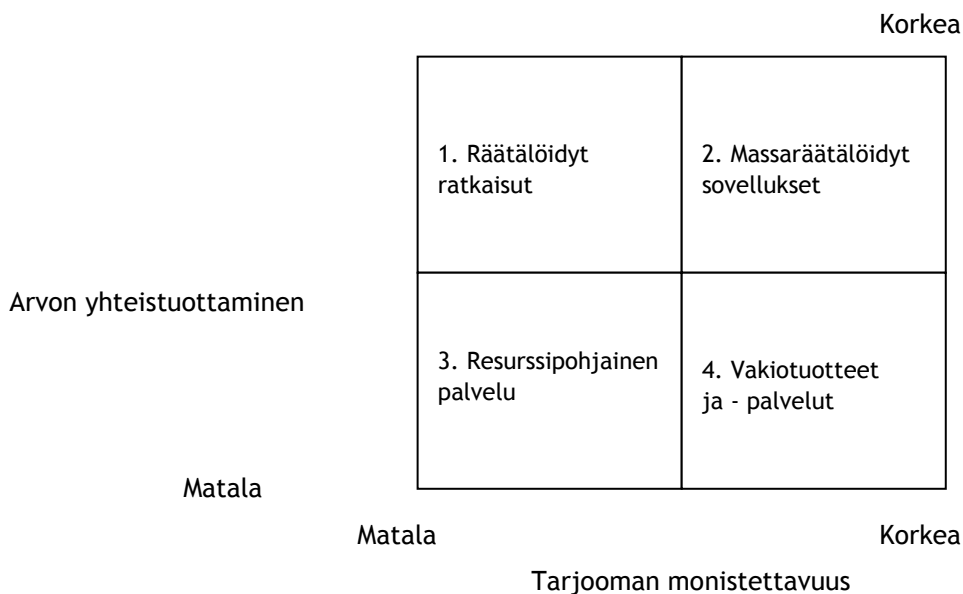 Korkea
1. Räätälöidyt
ratkaisut
2. Massaräätälöidyt
sovellukset
Arvon yhteistuottaminen
3. Resurssipohjainen
palvelu
4. Vakiotuotteet
ja - palvelut
Matala
Matala
Korkea
Tarjooman monistettavuus